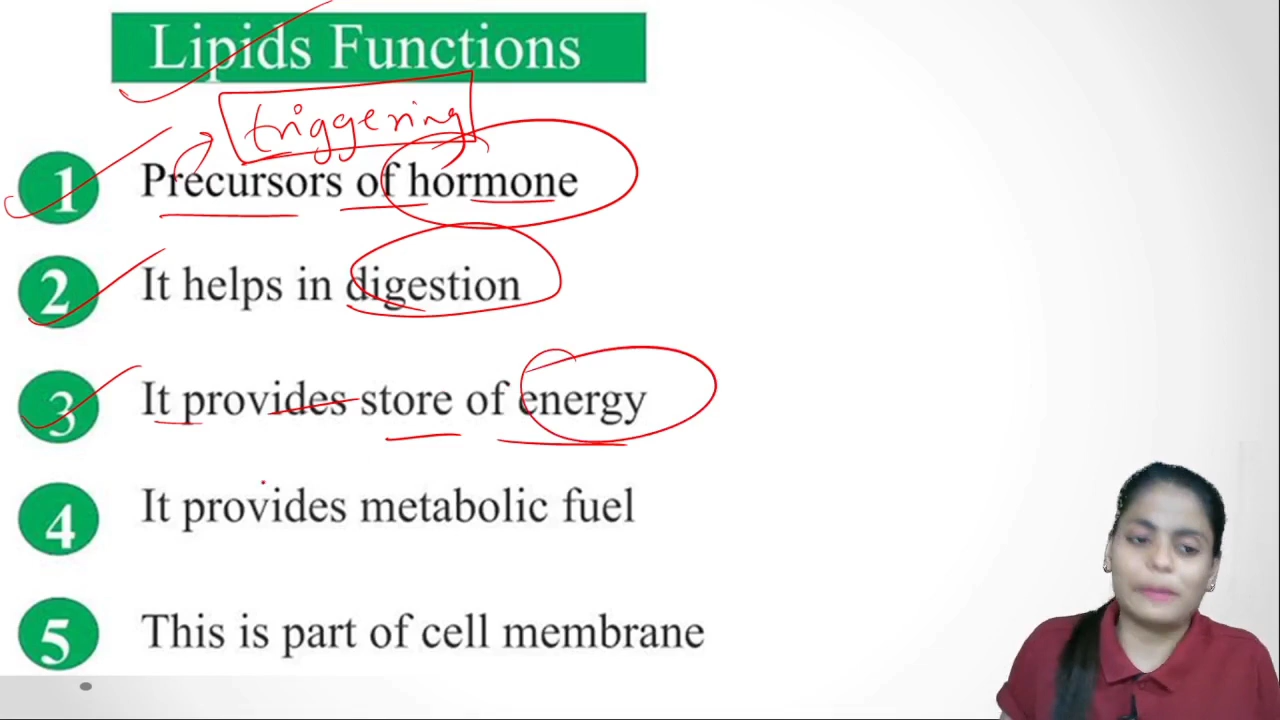 Lipids Functions
triggering
1 Precursors of hormone
2 It helps in digestion
3 It provides store of energy
4 It provides metabolic fuel
5 This is part of cell membrane